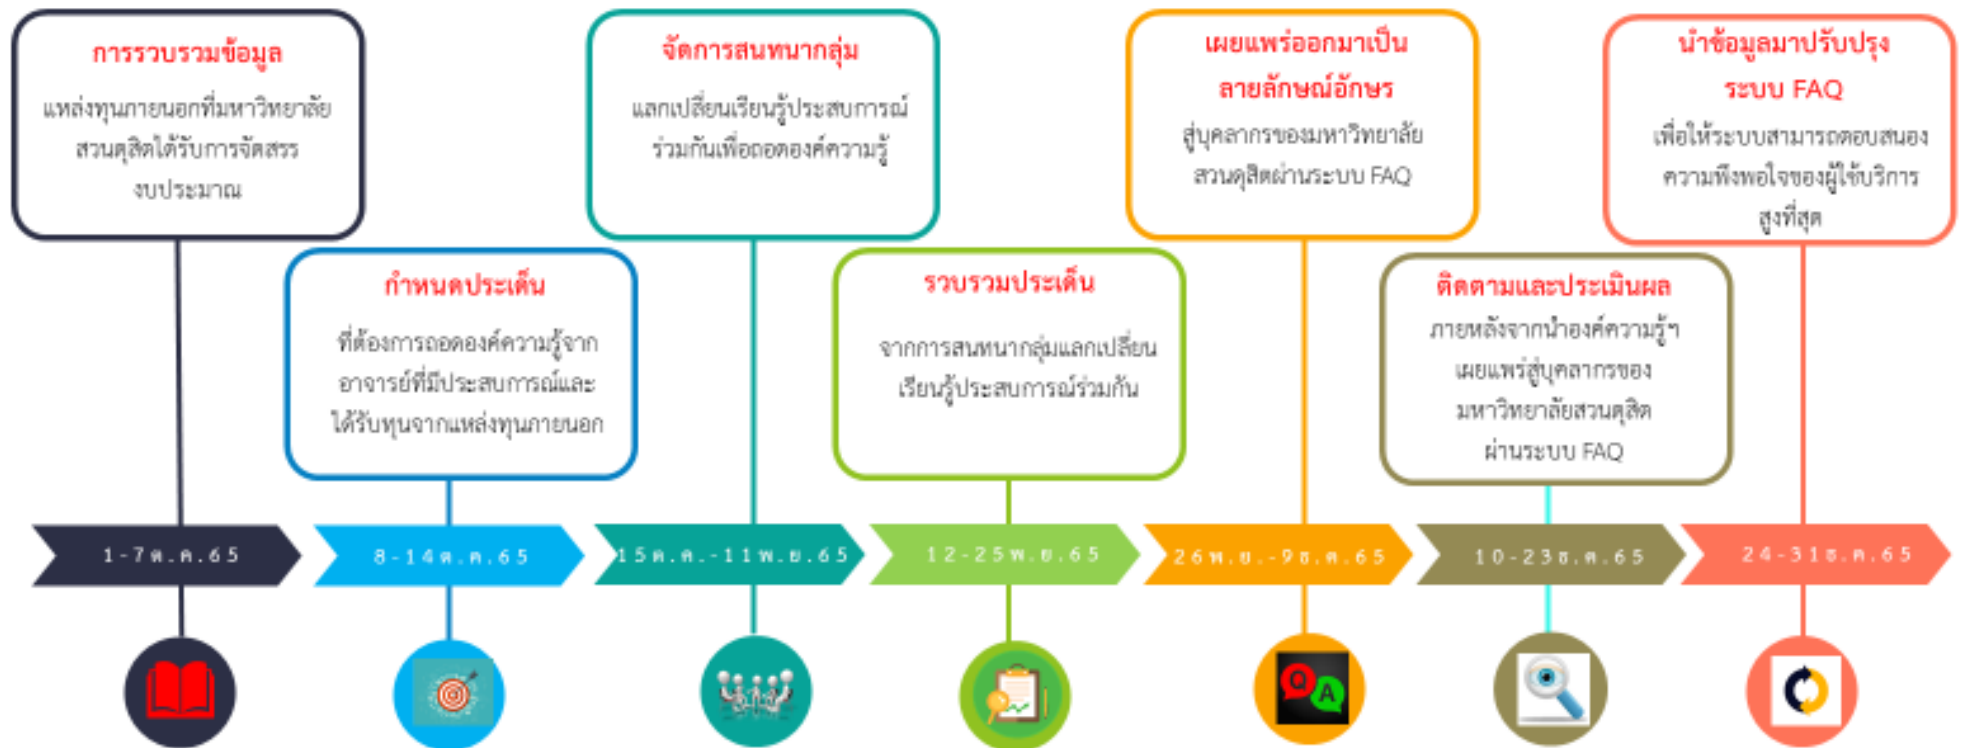 การรวบรวมข้อมูล
แหล่งทุนภายนอกที่มหาวิทยาลัย
สวนดุสิตได้รับการจัดสรร
งบประมาณ
กำหนดประเด็น
ที่ต้องการถอดองค์ความรู้จาก
อาจารย์ที่มีประสบการณ์และ
ได้รับทุนจากแหล่งทุนภายนอก
จัดการสนทนากลุ่ม
แลกเปลี่ยนเรียนรู้ประสบการณ์
ร่วมกันเพื่อถอดองค์ความรู้
รวบรวมประเด็น
จากการสนทนากลุ่มแลกเปลี่ยน
เรียนรู้ประสบการณ์ร่วมกัน
เผยแพร่ออกมาเป็น
ลายลักษณ์อักษร
สู่บุคลากรของมหาวิทยาลัย
สวนดุสิตผ่านระบบ FAQ
ติดตามและประเมินผล
ภายหลังจากนำองค์ความรู้ฯ
เผยแพร่สู่บุคลากรของ
มหาวิทยาลัยสวนดุสิต
ผ่านระบบ FAQ
นำข้อมูลมาปรับปรุง
ระบบ FAQ
เพื่อให้ระบบสามารถตอบสนอง
ความพึงพอใจของผู้ใช้บริการ
สูงที่สุด
1-7ต.ค.65
8-14ต.ค.65
15ต.ค.-11พ.ย.65
12-25พ.ย.65
26พ.ย.-9ธ.ค.65
10-23ธ.ค.65
24-31ธ.ค.65
Q
A